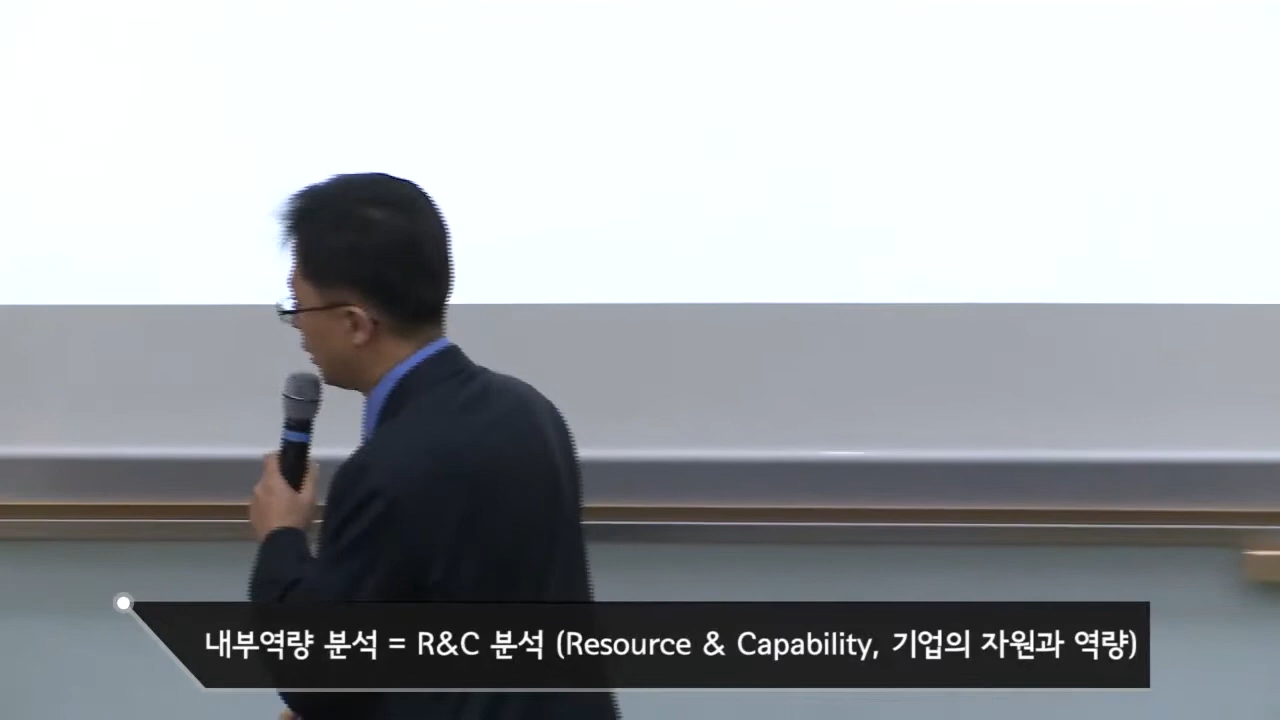 내부역량 분석 = R&C 분석 (Resource & Capability, 기업의 자원과 역량)